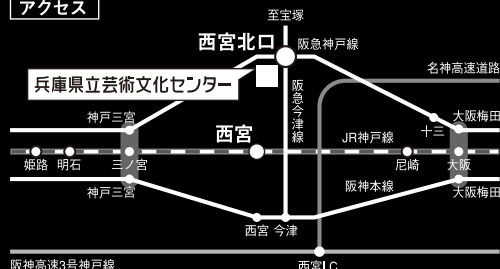 アクセス
至宝塚
西宮北口
阪急神戸線
名神高速道路
兵庫県立芸術文化センター
阪急今津線
神戸三宮
十三
大阪梅田
西宮
JR神戸線
姫路
明石
三ノ宮
尼崎
大阪
神戸三宮
阪神本線
大阪梅田
西宮
今津
阪神高速3号神戸線
西宮I.C.